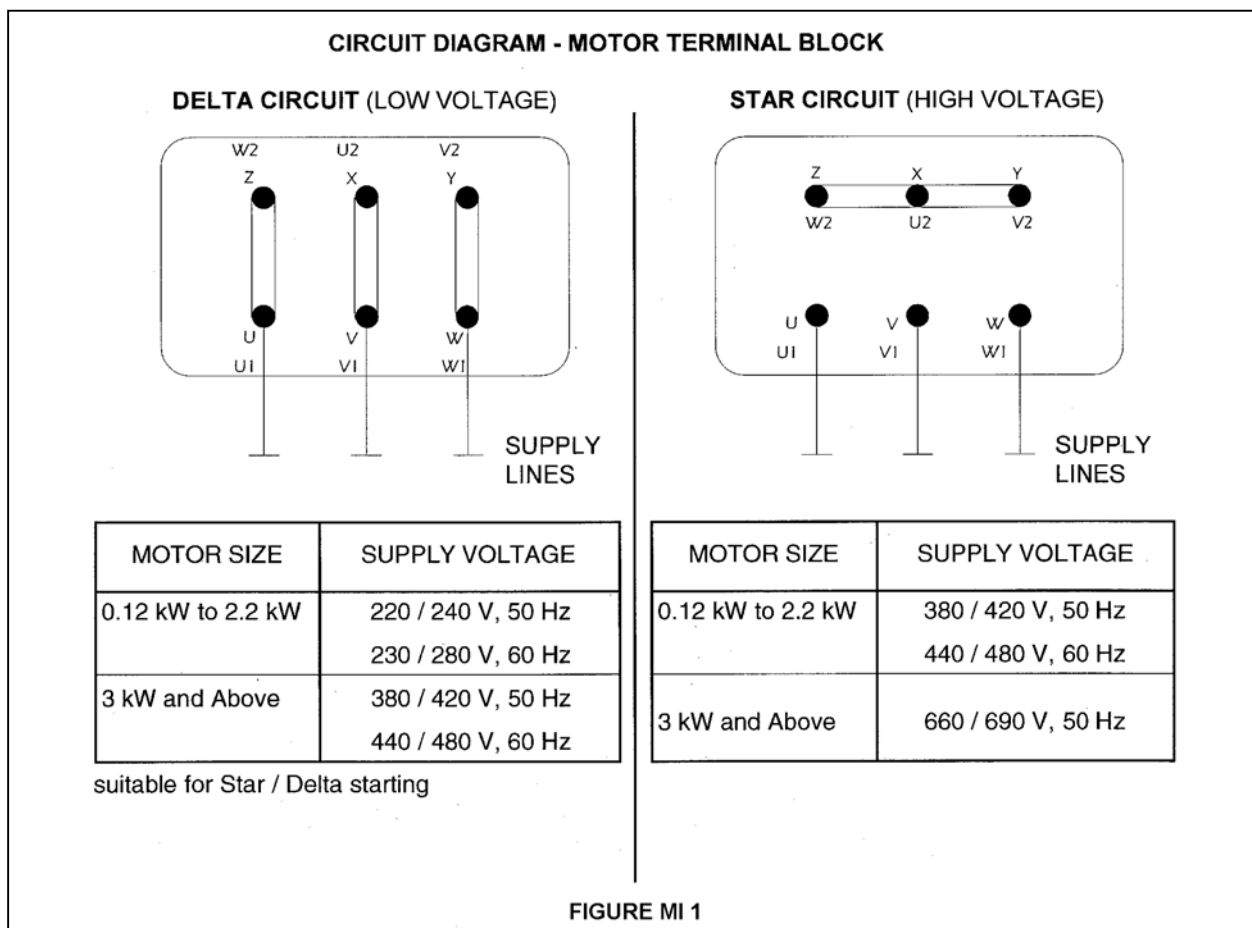 CIRCUIT DIAGRAM - MOTOR TERMINAL BLOCK
DELTA CIRCUIT (LOW VOLTAGE)
W2 U2 V2
Z X Y
U V W
U1 V1 W1
SUPPLY
LINES
MOTOR SIZE SUPPLY VOLTAGE
0.12 kW to 2.2 kW 220 / 240 V, 50 Hz
230 / 280 V, 60 Hz
3 kW and Above 380 / 420 V, 50 Hz
440 / 480 V, 60 Hz
suitable for Star / Delta starting
STAR CIRCUIT (HIGH VOLTAGE)
Z X Y
W2 U2 V2
U V W
U1 V1 W1
SUPPLY
LINES
MOTOR SIZE SUPPLY VOLTAGE
0.12 kW to 2.2 kW 380 / 420 V, 50 Hz
440 / 480 V, 60 Hz
3 kW and Above 660 / 690 V, 50 Hz
FIGURE MI 1